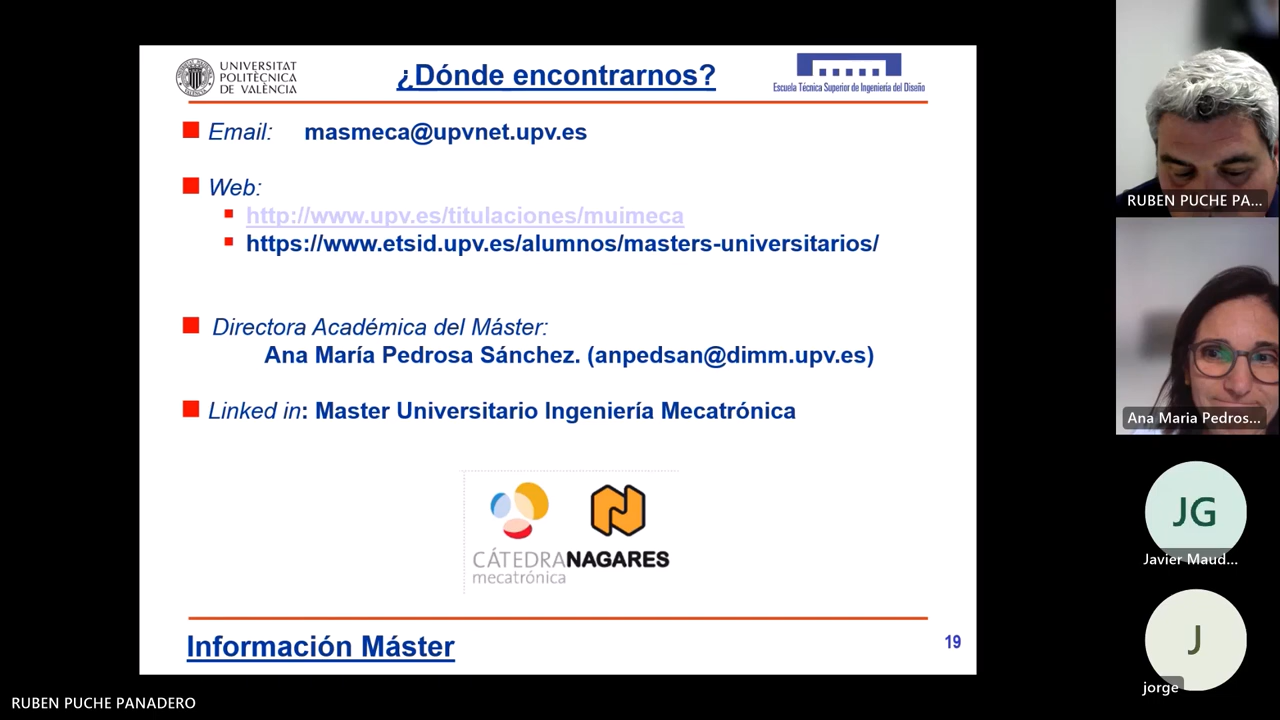 UNIVERSITAT
POLITÈCNICA
DE VALÈNCIA
¿Dónde encontrarnos?
Escuela Técnica Superior de Ingeniería del Diseño
Email: masmeca@upvnet.upv.es
Web:
http://www.upv.es/titulaciones/muimeca
https://www.etsid.upv.es/alumnos/masters-universitarios/
Directora Académica del Máster:
Ana María Pedrosa Sánchez. (anpedsan@dimm.upv.es)
Linked in: Master Universitario Ingeniería Mecatrónica
CÁTEDRANAGARES
mecatrónica
Información Máster
19
RUBEN PUCHE PA...
Ana Maria Pedros...
JG
Javier Maud...
J
jorge
RUBEN PUCHE PANADERO